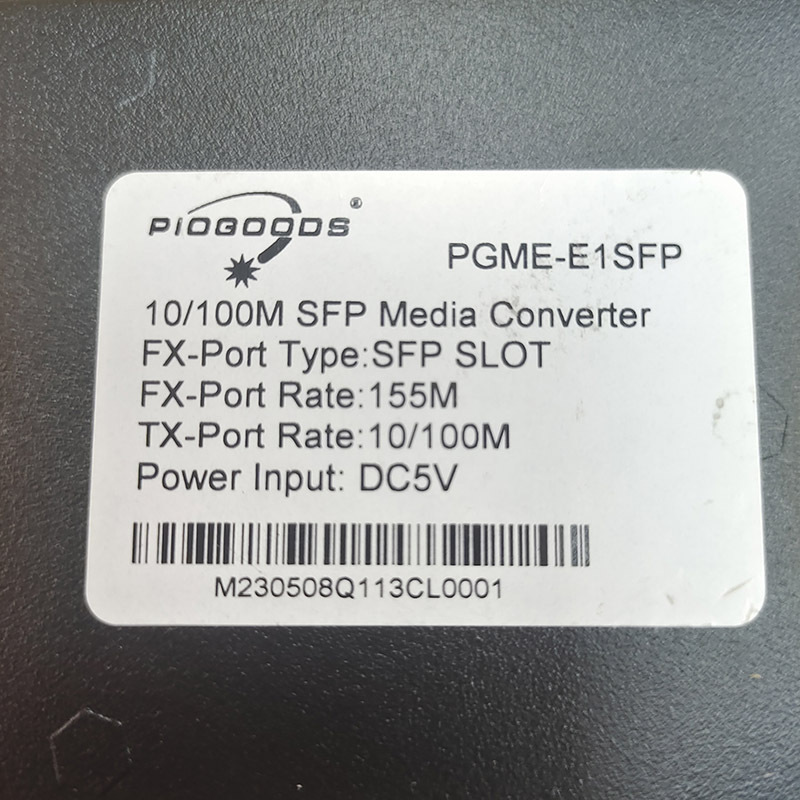 PiOGOODS®
PGME-E1SFP
10/100M SFP Media Converter
FX-Port Type:SFP SLOT
FX-Port Rate:155M
TX-Port Rate:10/100M
Power Input: DC5V
M230508Q113CL0001